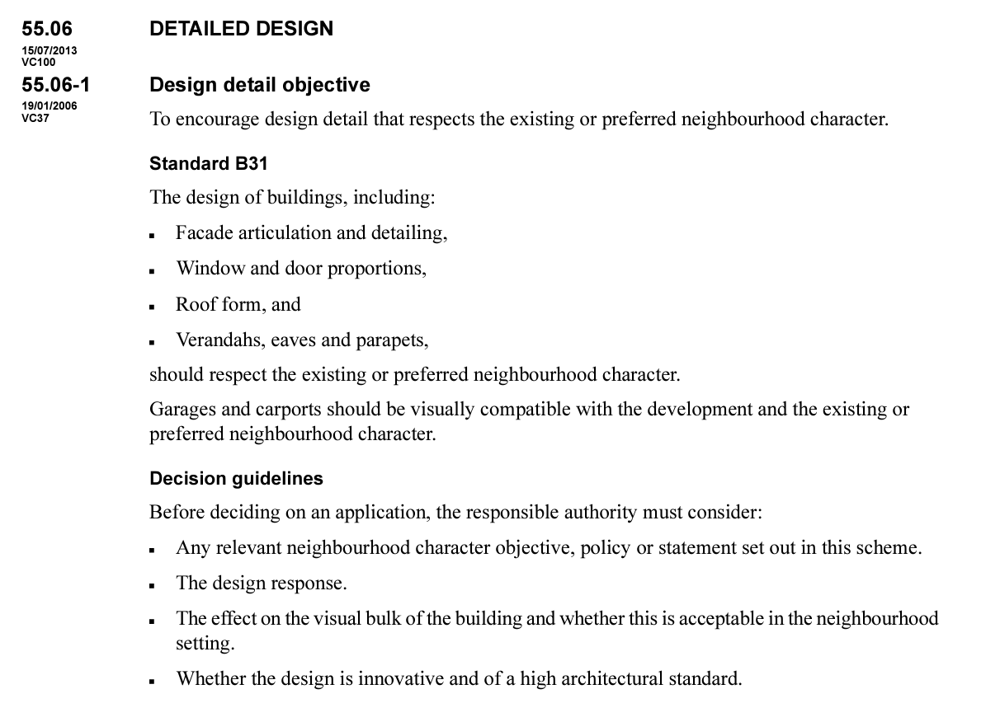 55.06 DETAILED DESIGN
15/07/2013
VC100
55.06-1 Design detail objective
19/01/2006
VC37
To encourage design detail that respects the existing or preferred neighbourhood character.
Standard B31
The design of buildings, including:
▪ Facade articulation and detailing,
▪ Window and door proportions,
▪ Roof form, and
▪ Verandahs, eaves and parapets,
should respect the existing or preferred neighbourhood character.
Garages and carports should be visually compatible with the development and the existing or
preferred neighbourhood character.
Decision guidelines
Before deciding on an application, the responsible authority must consider:
▪ Any relevant neighbourhood character objective, policy or statement set out in this scheme.
▪ The design response.
▪ The effect on the visual bulk of the building and whether this is acceptable in the neighbourhood
setting.
▪ Whether the design is innovative and of a high architectural standard.